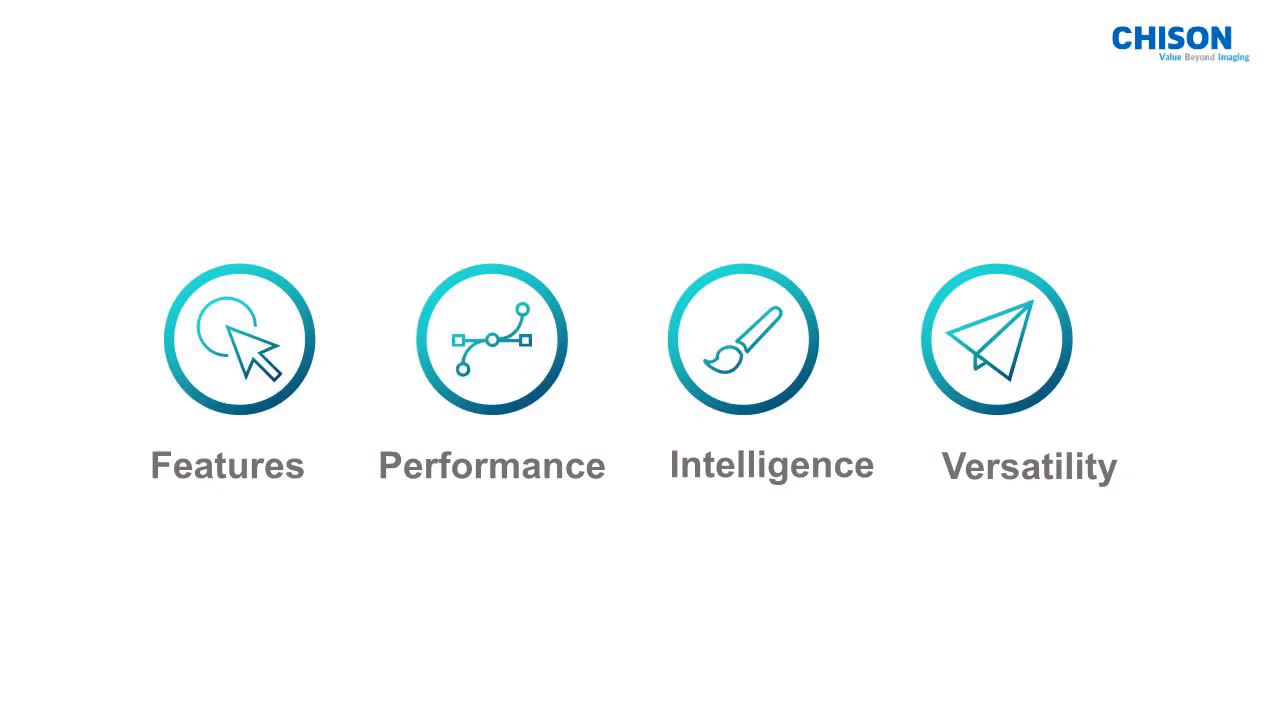 CHISON
Value Beyond Imaging
Features
Performance
Intelligence
Versatility